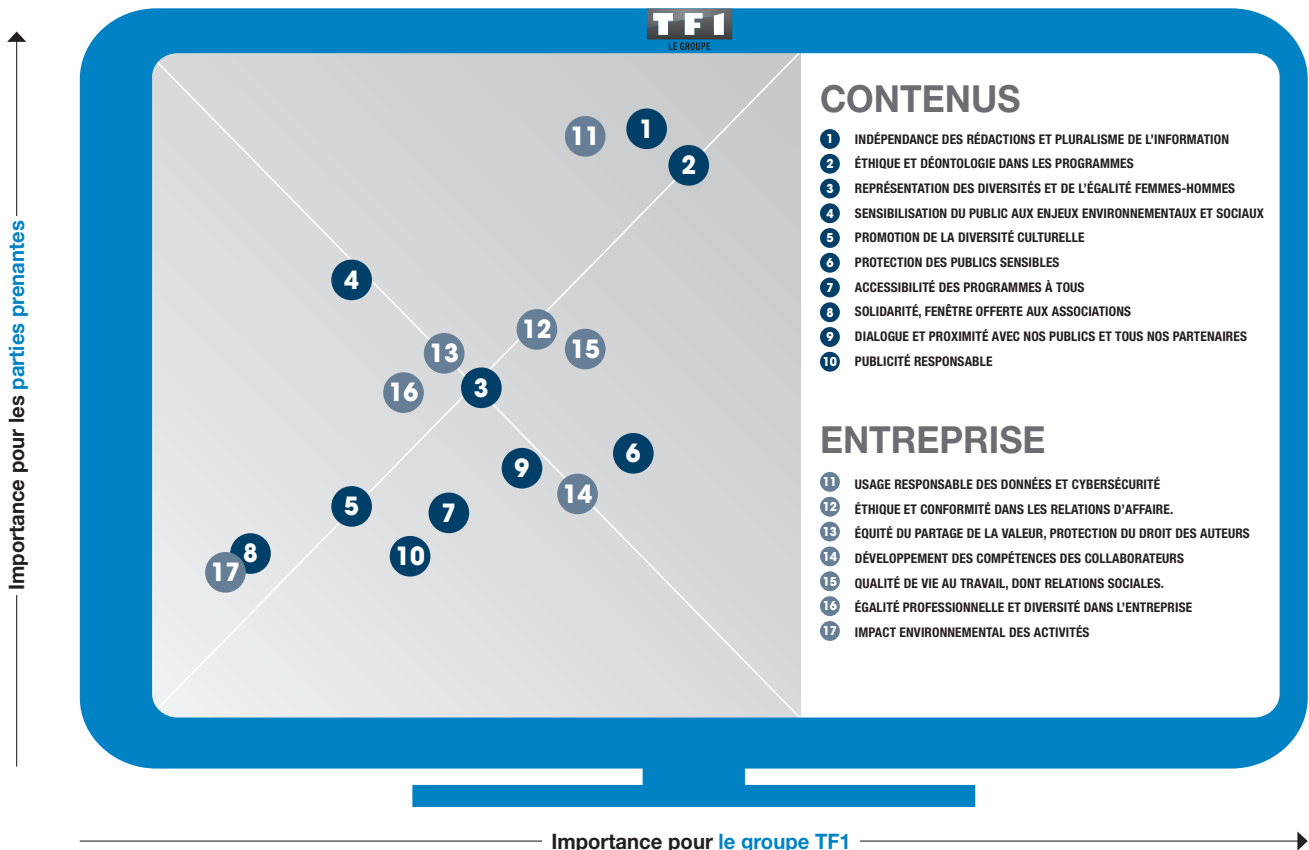 TF1
LE GROUPE
Importance pour les parties prenantes
11
1
2
4
12
13
15
16
3
9
6
14
5
7
10
8
17
CONTENUS
1 INDÉPENDANCE DES RÉDACTIONS ET PLURALISME DE L'INFORMATION
2 ÉTHIQUE ET DÉONTOLOGIE DANS LES PROGRAMMES
3 REPRÉSENTATION DES DIVERSITÉS ET DE L'ÉGALITÉ FEMMES-HOMMES
4 SENSIBILISATION DU PUBLIC AUX ENJEUX ENVIRONNEMENTAUX ET SOCIAUX
5 PROMOTION DE LA DIVERSITÉ CULTURELLE
6 PROTECTION DES PUBLICS SENSIBLES
7 ACCESSIBILITÉ DES PROGRAMMES À TOUS
8 SOLIDARITÉ, FENÊTRE OFFERTE AUX ASSOCIATIONS
9 DIALOGUE ET PROXIMITÉ AVEC NOS PUBLICS ET TOUS NOS PARTENAIRES
10 PUBLICITÉ RESPONSABLE
ENTREPRISE
11 USAGE RESPONSABLE DES DONNÉES ET CYBERSÉCURITÉ
12 ÉTHIQUE ET CONFORMITÉ DANS LES RELATIONS D'AFFAIRE.
13 ÉQUITÉ DU PARTAGE DE LA VALEUR, PROTECTION DU DROIT DES AUTEURS
14 DÉVELOPPEMENT DES COMPÉTENCES DES COLLABORATEURS
15 QUALITÉ DE VIE AU TRAVAIL, DONT RELATIONS SOCIALES.
16 ÉGALITÉ PROFESSIONNELLE ET DIVERSITÉ DANS L'ENTREPRISE
17 IMPACT ENVIRONNEMENTAL DES ACTIVITÉS
Importance pour le groupe TF1